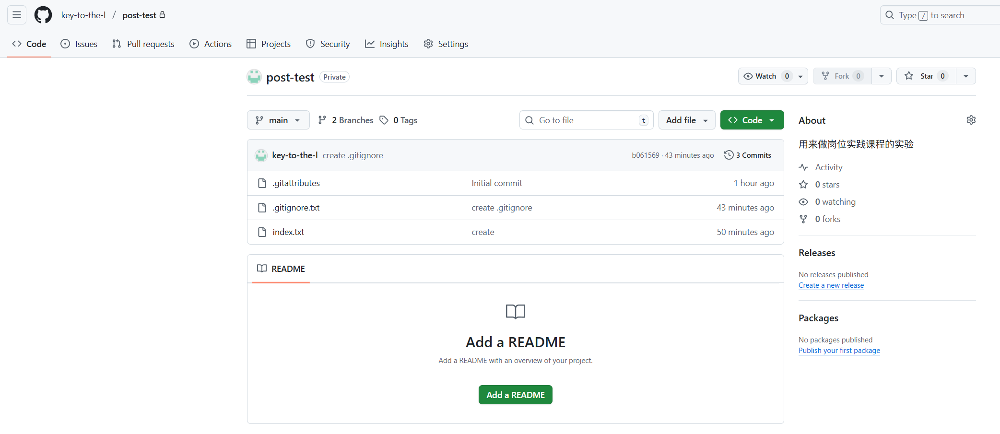 key-to-the-l / post-test
Type / to search
Code Issues Pull requests Actions Projects Security Insights Settings
post-test Private
Watch 0 Fork 0 Star 0
main 2 Branches 0 Tags Go to file t Add file Code
key-to-the-l create .gitignore b061569 · 43 minutes ago 3 Commits
.gitattributes Initial commit 1 hour ago
.gitignore.txt create .gitignore 43 minutes ago
index.txt create 50 minutes ago
README
Add a README
Add a README with an overview of your project.
Add a README
About
用来做岗位实践课程的实验
Activity
0 stars
0 watching
0 forks
Releases
No releases published
Create a new release
Packages
No packages published
Publish your first package